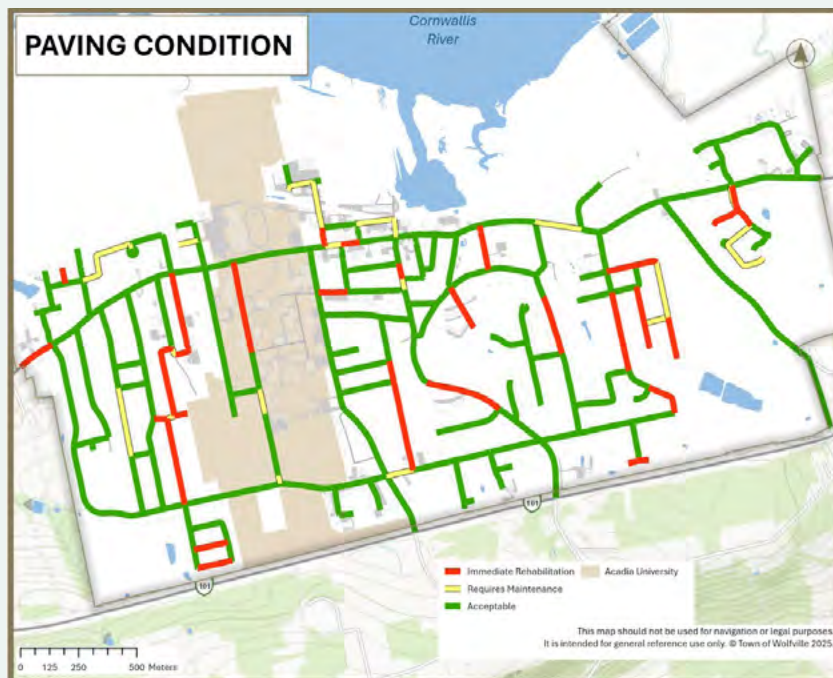 PAVING CONDITION
Cornwallis
River
101
101
Immediate Rehabilitation
Acadia University
Requires Maintenance
Acceptable
This map should not be used for navigation or legal purposes
It is intended for general reference use only. © Town of Wolfville 2025
0 125 250 500 Meters